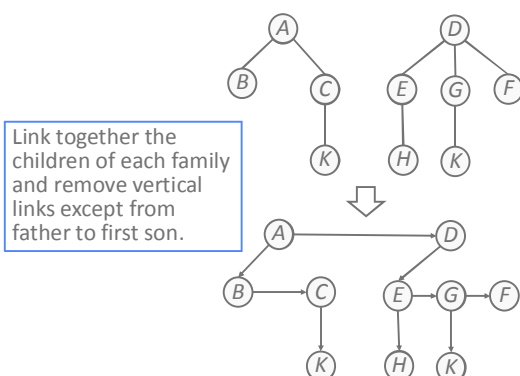 A D
B C E G F
K H K
Link together the
children of each family
and remove vertical
links except from
father to first son.
A D
B C E G F
K H K